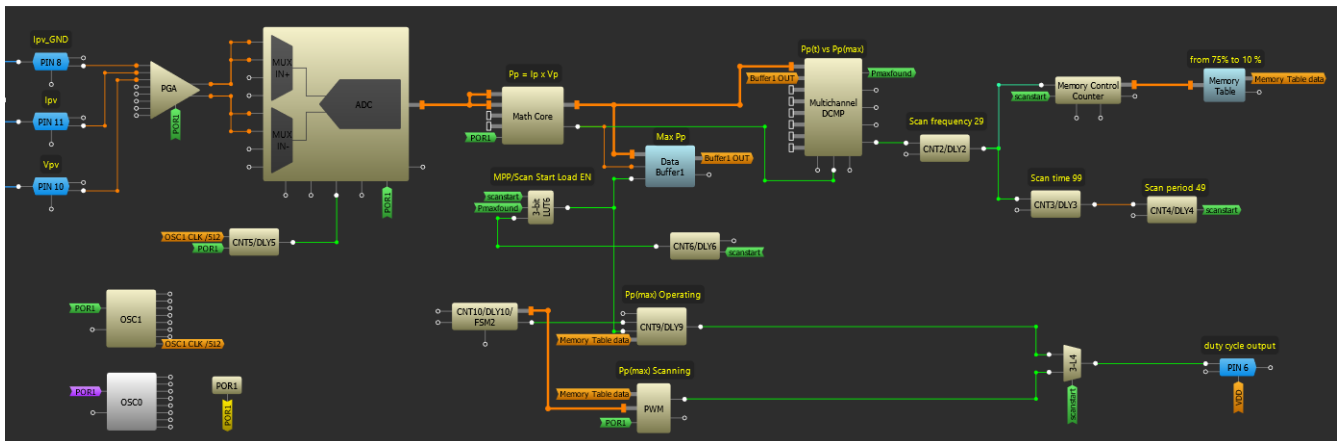 Ipv_GND
PIN 8
Ipv
PIN 11
Vpv
PIN 10
PGA
POR1
MUX
IN+
MUX
IN-
ADC
POR1
OSC1 CLK /512
POR1
CNT5/DLY5
Pp = Ip x Vp
Math Core
POR1
Max Pp
Data
Buffer1
Buffer1 OUT
MPP/Scan Start Load EN
scanstart
Pmaxfound
3-bit
LUT6
CNT6/DLY6
scanstart
Pp(t) vs Pp(max)
Buffer1 OUT
Multichannel
DCMP
Pmaxfound
Scan frequency 29
CNT2/DLY2
scanstart
Memory Control
Counter
from 75% to 10 %
Memory
Table
Memory Table data
Scan time 99
CNT3/DLY3
Scan period 49
CNT4/DLY4
scanstart
POR1
OSC1
OSC1 CLK /512
POR1
OSC0
POR1
POR1
CNT10/DLY10/
FSM2
Pp(max) Operating
CNT9/DLY9
Memory Table data
Pp(max) Scanning
Memory Table data
POR1
PWM
3-L4
scanstart
duty cycle output
PIN 6
VDD